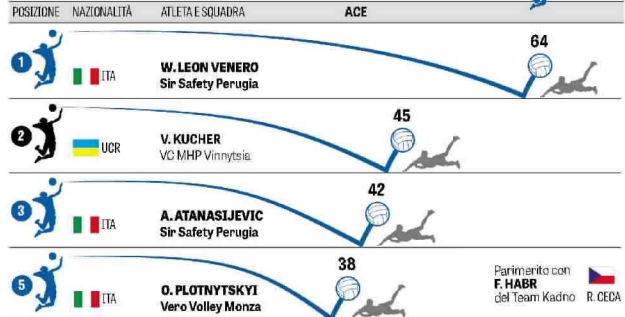 POSIZIONE NAZIONALITÀ ATLETA E SQUADRA ACE
1 ITA W. LEON VENERO 64
Sir Safety Perugia
2 UCR V. KUCHER 45
VC MHP Vinnytsia
3 ITA A. ATANASIJEVIC 42
Sir Safety Perugia
5 ITA O. PLOTNYTSKYI 38
Vero Volley Monza
Parimerito con
F. HABR
del Team Kadno R. CECA